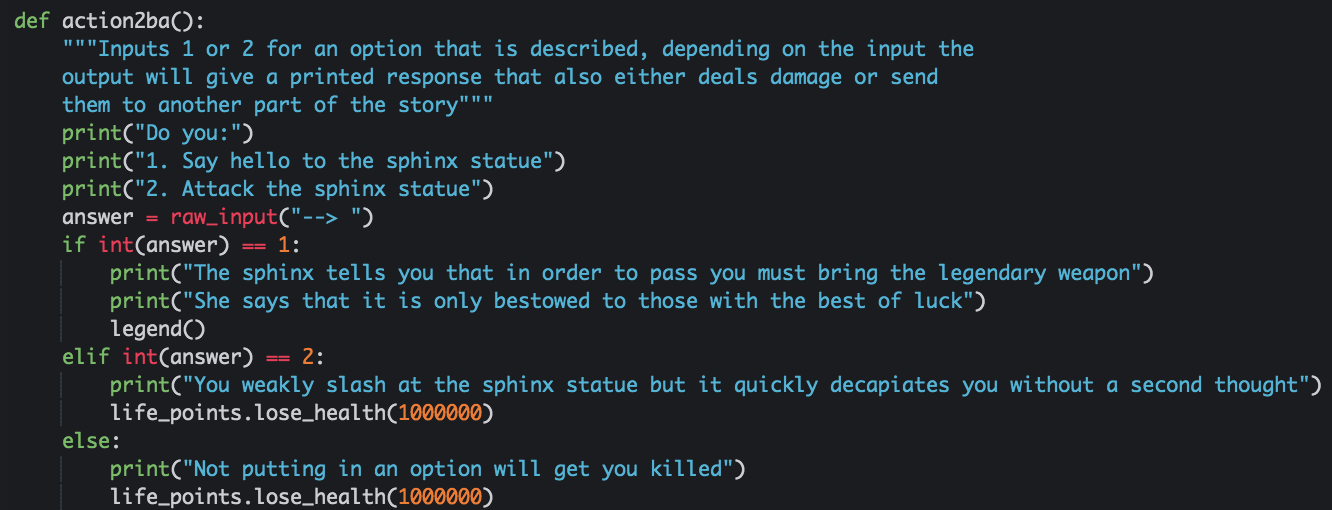 def action2ba():
    """Inputs 1 or 2 for an option that is described, depending on the input the
    output will give a printed response that also either deals damage or send
    them to another part of the story"""
    print("Do you:")
    print("1. Say hello to the sphinx statue")
    print("2. Attack the sphinx statue")
    answer = raw_input("--> ")
    if int(answer) == 1:
        print("The sphinx tells you that in order to pass you must bring the legendary weapon")
        print("She says that it is only bestowed to those with the best of luck")
        legend()
    elif int(answer) == 2:
        print("You weakly slash at the sphinx statue but it quickly decapiates you without a second thought")
        life_points.lose_health(1000000)
    else:
        print("Not putting in an option will get you killed")
        life_points.lose_health(1000000)